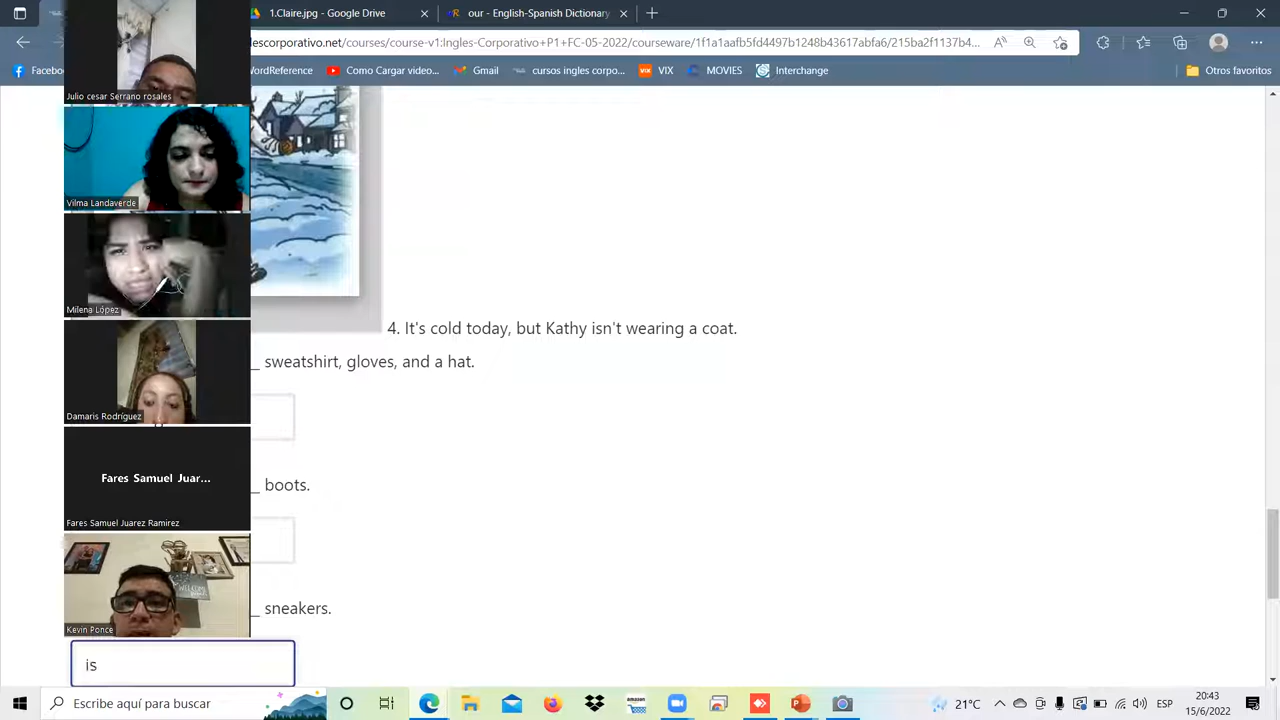 1.Clare.Jpg
our - English-Spanish Dictionary
lescorporativo.net/courses/course-v1:Ingles-Corporativo+P1+FC-05-2022/courseware/1f1a1aafb5fd4497b1248b43617abfa6/215ba2f1137b4...
Facebo
WordReference
Como Cargar video...
Gmail
cursos ingles corpo...
VIX
MOVIES
Interchange
Otros favoritos
Julio cesar Serrano rosales
Vilma Landaverde
Milena López
4. It's cold today, but Kathy isn't wearing a coat.
_ sweatshirt, gloves, and a hat.
Damaris Rodríguez
Fares Samuel Juar...
_ boots.
Fares Samuel Juarez Ramirez
WELCOME
_ sneakers.
Kevin Ponce
is
Escribe aquí para buscar
amazon
21°C
ESP
20:43
15/6/2022